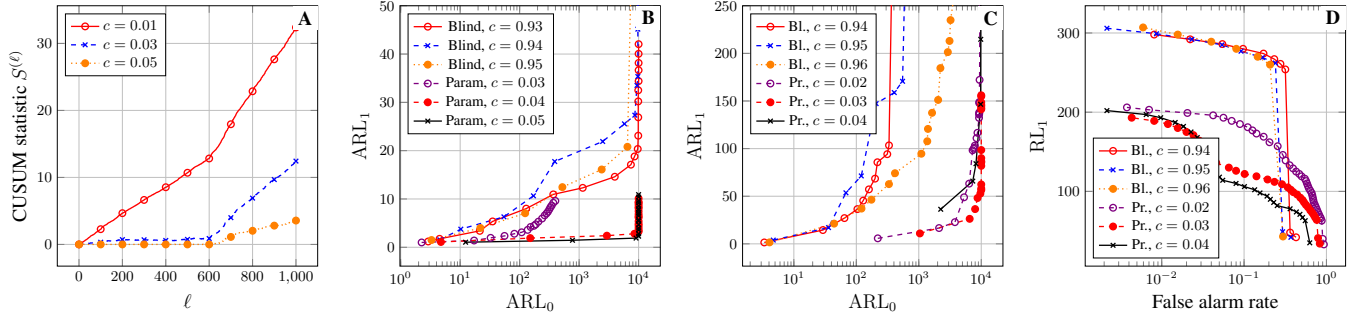 A
c = 0.01
c = 0.03
c = 0.05
30
20
10
0
0 200 400 600 800 1,000
ℓ
CUSUM statistic S^(ℓ)
B
Blind, c = 0.93
Blind, c = 0.94
Blind, c = 0.95
Param, c = 0.03
Param, c = 0.04
Param, c = 0.05
50
40
30
20
10
0
10^0 10^1 10^2 10^3 10^4
ARL_0
ARL_1
C
Bl., c = 0.94
Bl., c = 0.95
Bl., c = 0.96
Pr., c = 0.02
Pr., c = 0.03
Pr., c = 0.04
250
200
150
100
50
0
10^1 10^2 10^3 10^4
ARL_0
ARL_1
D
Bl., c = 0.94
Bl., c = 0.95
Bl., c = 0.96
Pr., c = 0.02
Pr., c = 0.03
Pr., c = 0.04
300
200
100
10^-2 10^-1 10^0
False alarm rate
RL_1